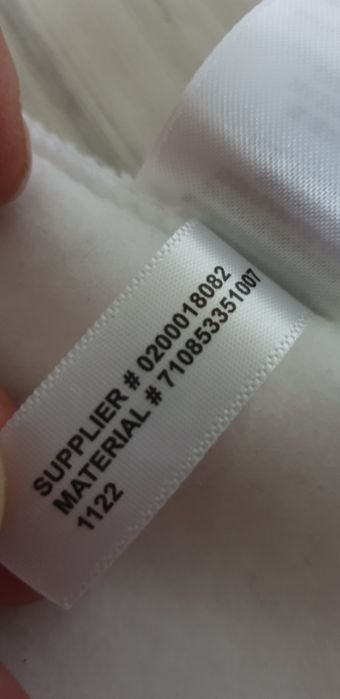 SUPPLIER # 0200018082
MATERIAL # 710853351007
1122